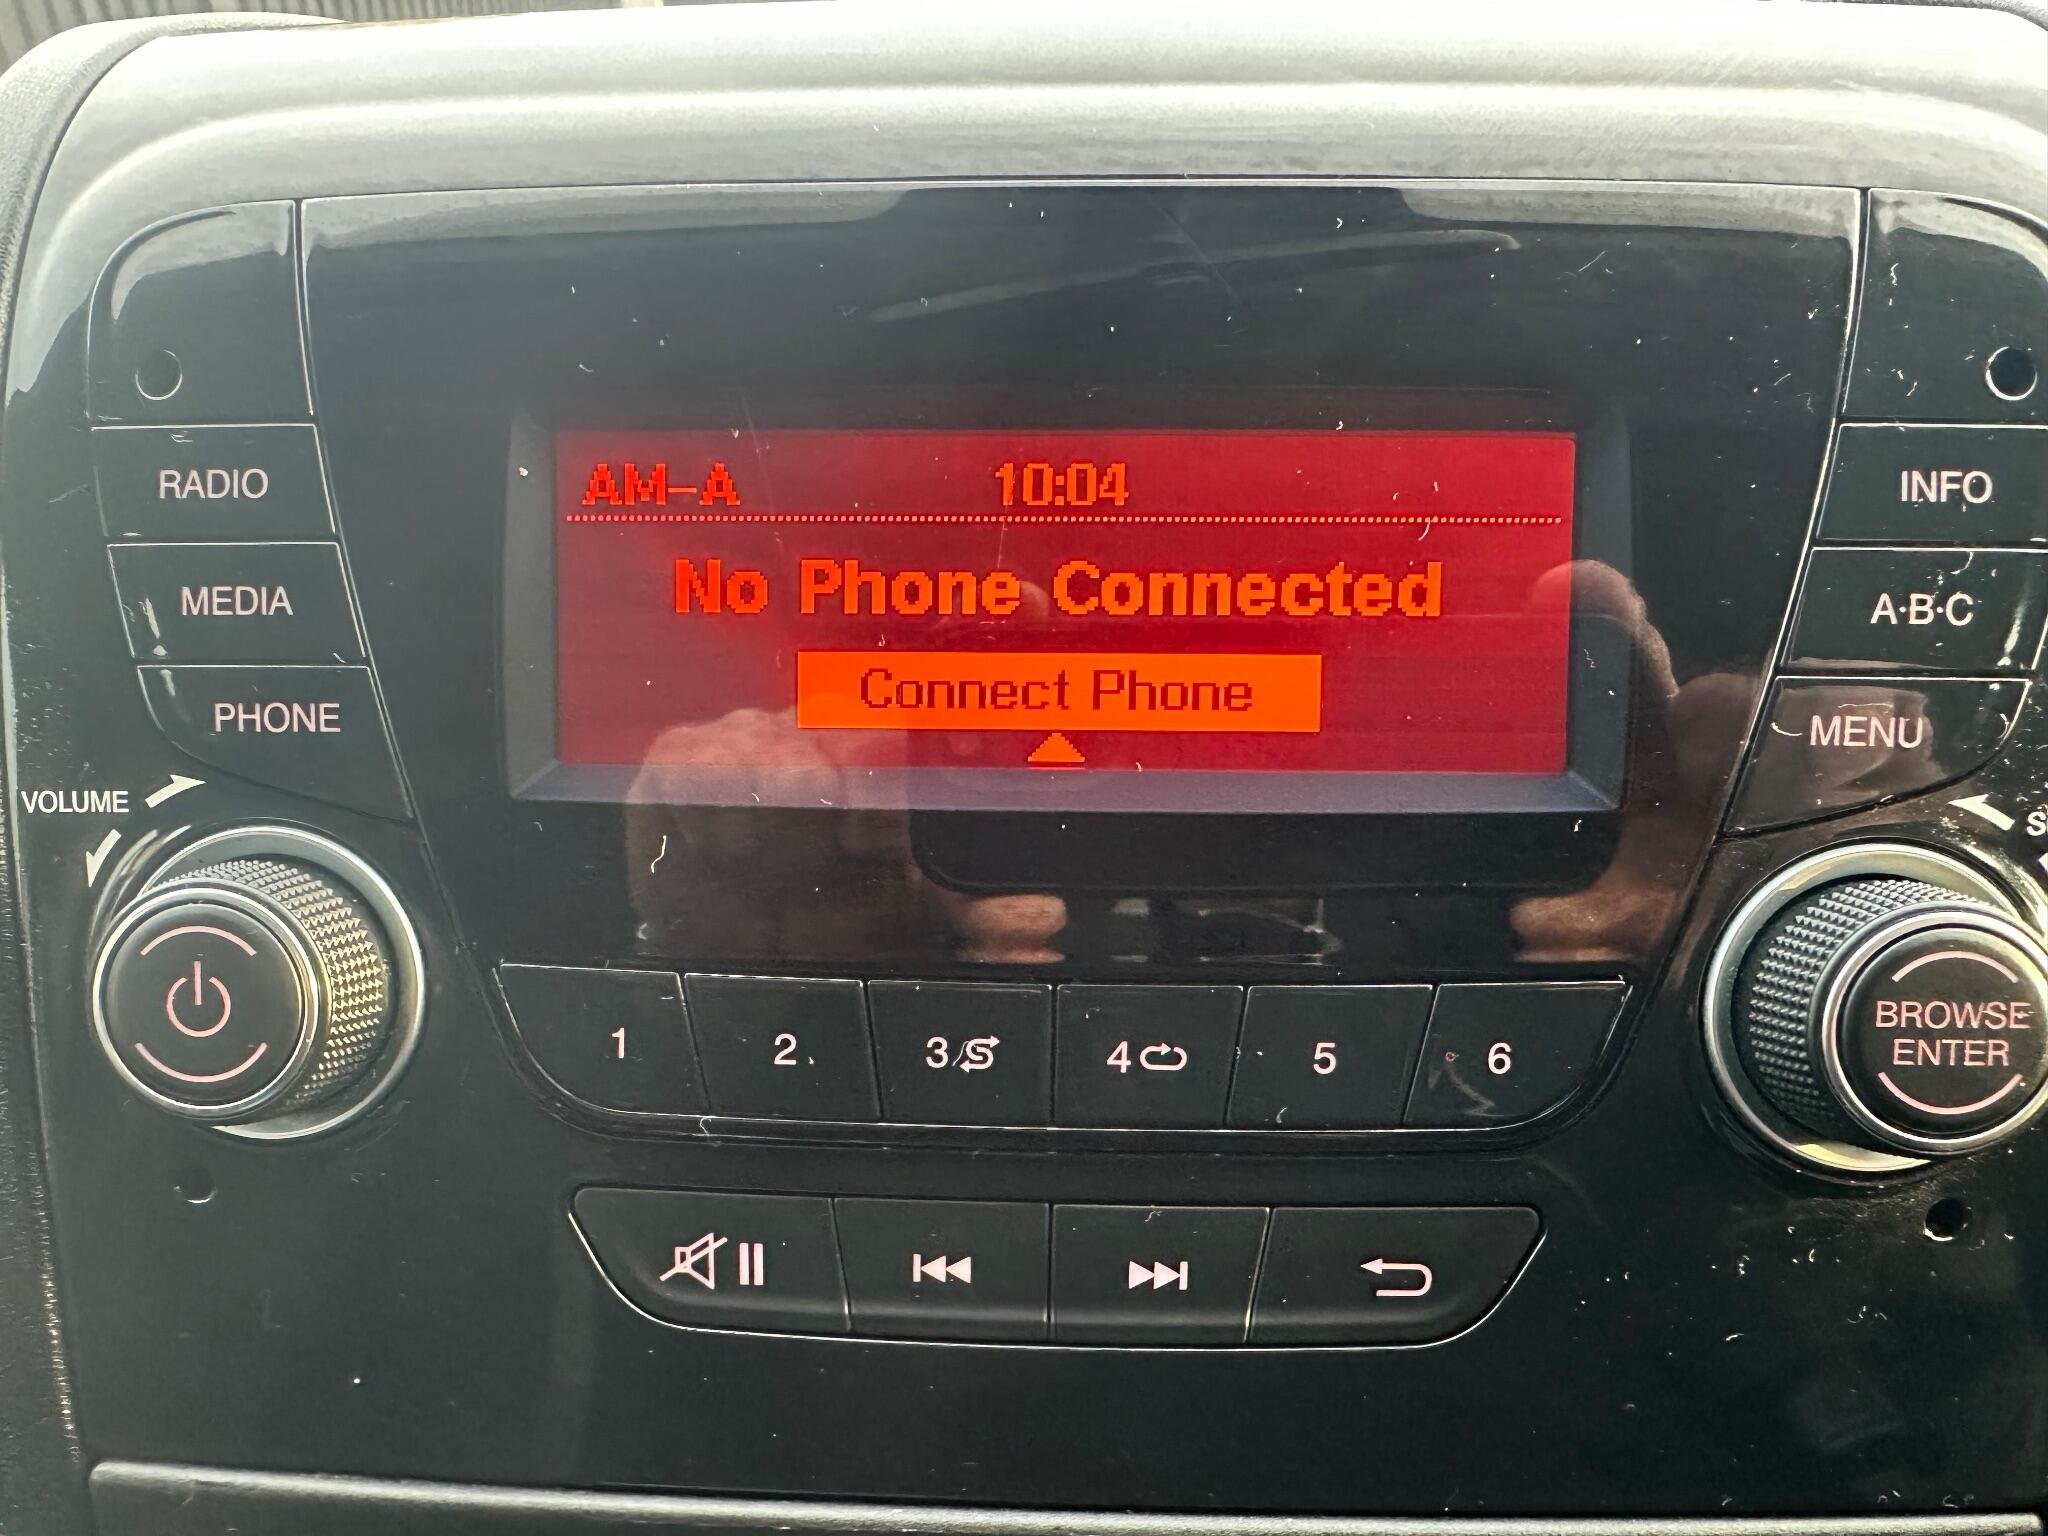 AM-A 10:04
No Phone Connected
Connect Phone
RADIO
MEDIA
PHONE
VOLUME
INFO
A·B·C
MENU
BROWSE
ENTER
1 2 3 4 5 6